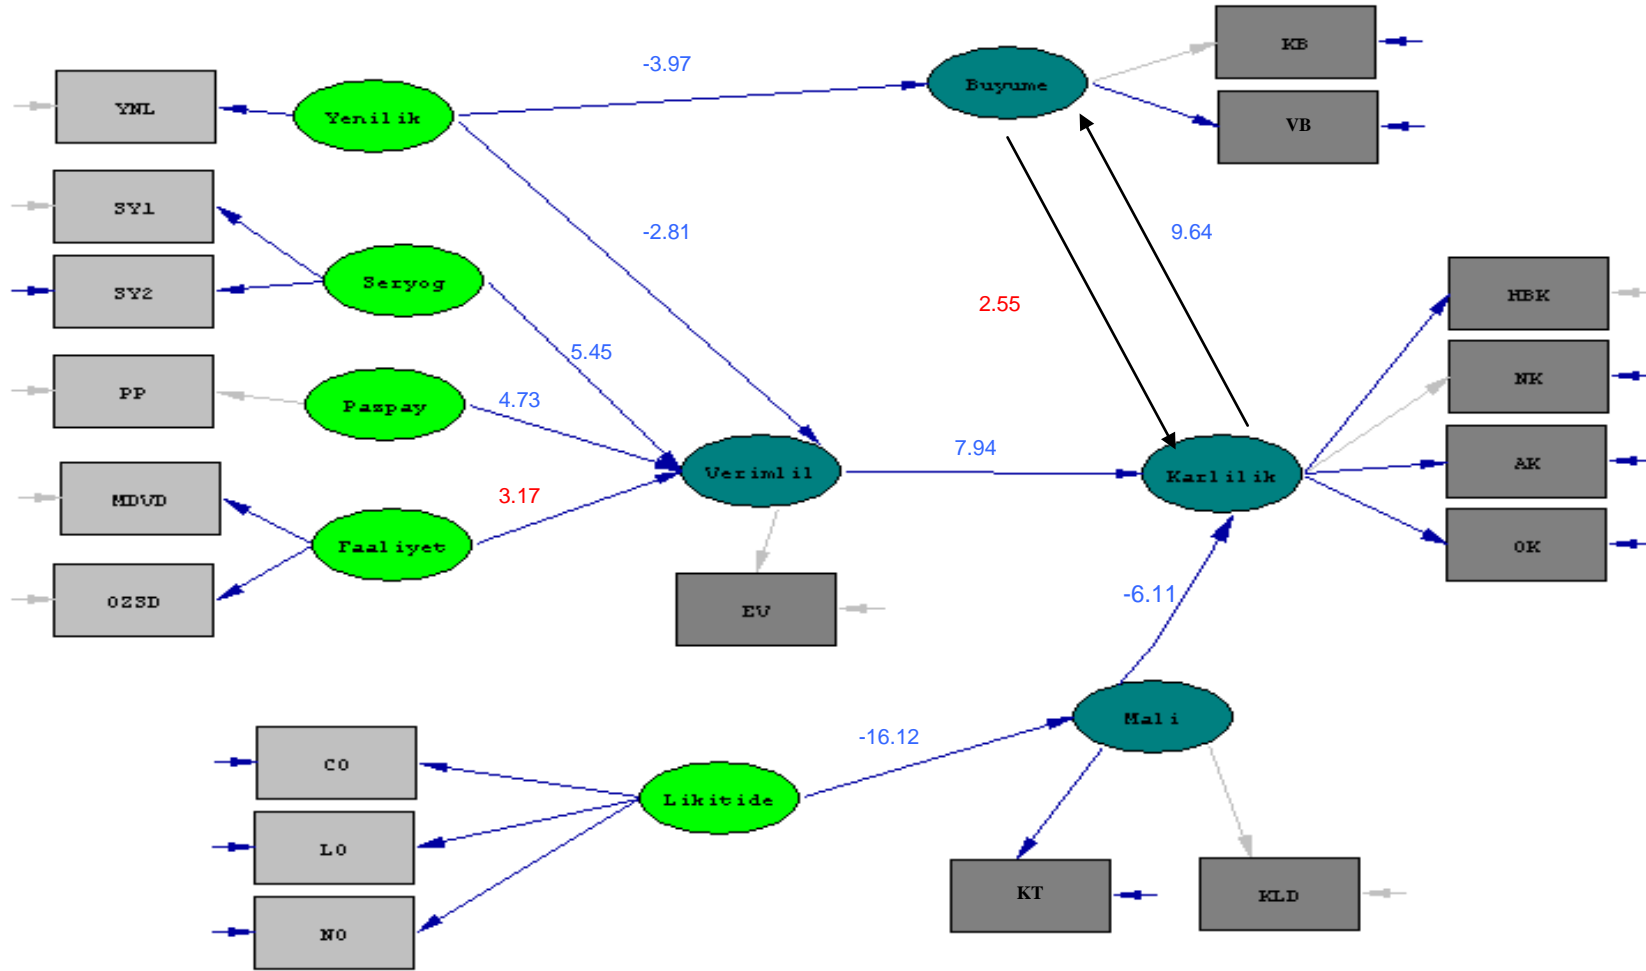 KB
-3.97
Buyume
YNL
Yenilik
VB
SY1
-2.81
9.64
Seryog
SY2
HBK
2.55
5.45
NK
PP
Pazpay
4.73
7.94
AK
Verimlil
Karlilik
MDVD
3.17
Faaliyet
OK
OZSD
-6.11
EV
Mali
-16.12
CO
Likitide
LO
KT
KLD
NO